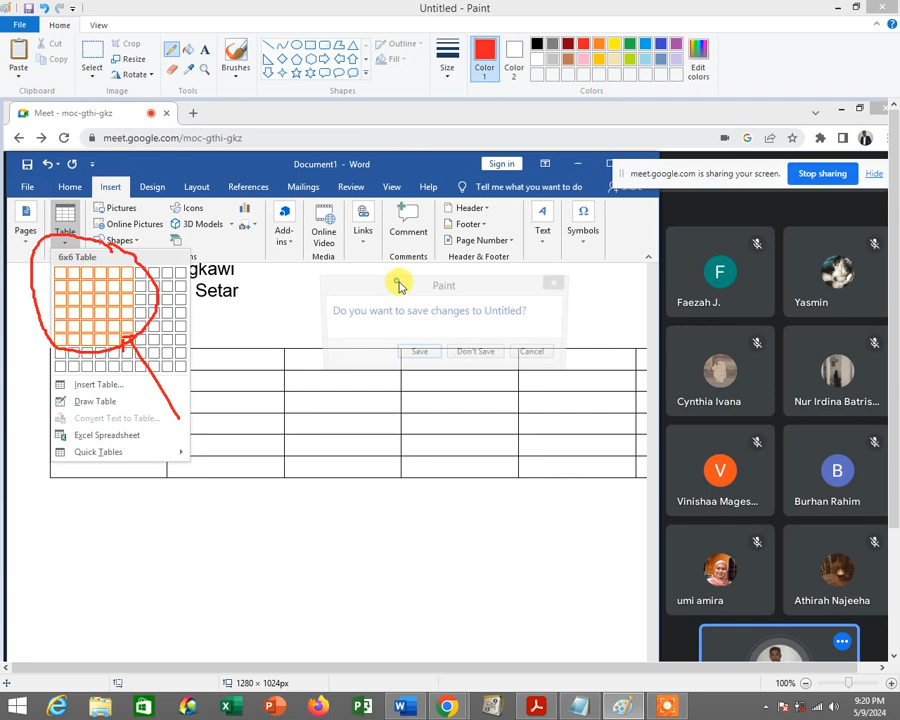 Untitled - Paint
File Home View
Paste Cut Copy Clipboard
Select Crop Resize Rotate Image
Tools
Brushes
Shapes Outline Fill
Size
Color 1 Color 2 Edit colors Colors
Meet - moc-gthi-gkz
meet.google.com/moc-gthi-gkz
Document1 - Word Sign in
meet.google.com is sharing your screen. Stop sharing Hide
File Home Insert Design Layout References Mailings Review View Help Tell me what you want to do
Pages Table Pictures Online Pictures Shapes Icons 3D Models
Add-ins Online Video Media Links Comment Comments
Header Footer Page Number Header & Footer Text Symbols
6x6 Table
gkawi
Setar
Insert Table...
Draw Table
Convert Text to Table...
Excel Spreadsheet
Quick Tables
Paint
Do you want to save changes to Untitled?
Save Don't Save Cancel
Faezah J. Yasmin
Cynthia Ivana Nur Irdina Batris...
V B
Vinishaa Mages... Burhan Rahim
umi amira Athirah Najeeha
1280 × 1024px 100%
9:20 PM
5/9/2024